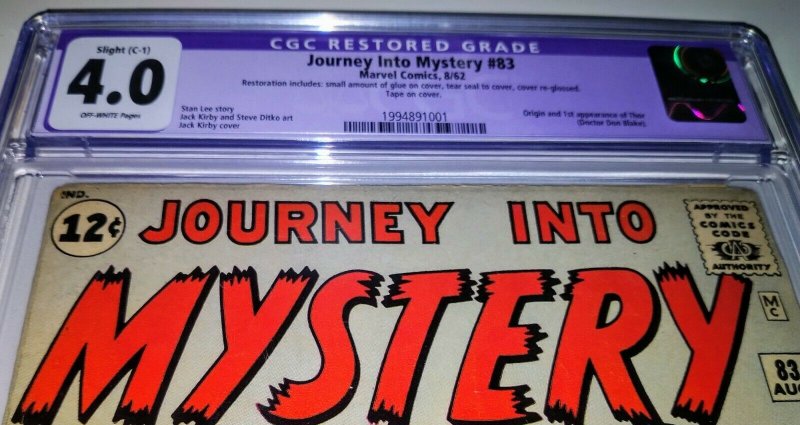 CGC RESTORED GRADE
Slight (C-1)
4.0
OFF-WHITE Pages
Journey Into Mystery #83
Marvel Comics, 8/62
Restoration includes: small amount of glue on cover, tear seal to cover, cover re-glossed.
Tape on cover.
Stan Lee story
Jack Kirby and Steve Ditko art
Jack Kirby cover
1994891001
Origin and 1st appearance of Thor
(Doctor Don Blake).
IND.
12¢
JOURNEY INTO
MYSTERY
APPROVED
BY THE
COMICS
CODE
AUTHORITY
MC
83
AUG